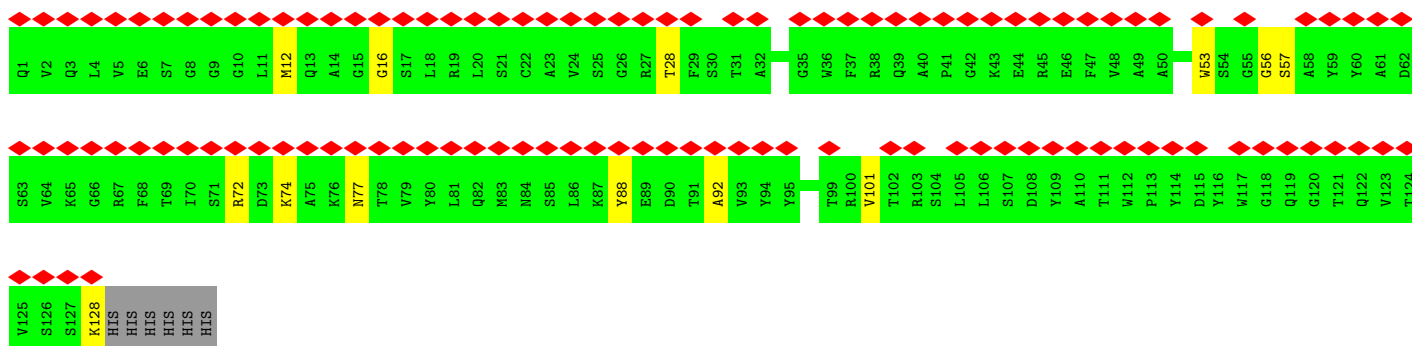 Q1 V2 Q3 L4 V5 E6 S7 G8 G9 G10 L11 M12 Q13 A14 G15 G16 S17 L18 R19 L20 S21 C22 A23 V24 S25 G26 R27 T28 F29 S30 T31 A32 G35 W36 F37 R38 Q39 A40 P41 G42 K43 E44 R45 E46 F47 V48 A49 A50 W53 S54 G55 G56 S57 A58 Y59 Y60 A61 D62
S63 V64 K65 G66 R67 F68 T69 I70 S71 R72 D73 K74 A75 K76 N77 T78 V79 Y80 L81 Q82 M83 N84 S85 L86 K87 Y88 E89 D90 T91 A92 V93 Y94 Y95 T99 R100 V101 T102 R103 S104 L105 L106 S107 D108 Y109 A110 T111 W112 P113 Y114 D115 Y116 W117 G118 Q119 G120 T121 Q122 V123 T124
V125 S126 S127 K128 HIS HIS HIS HIS HIS HIS